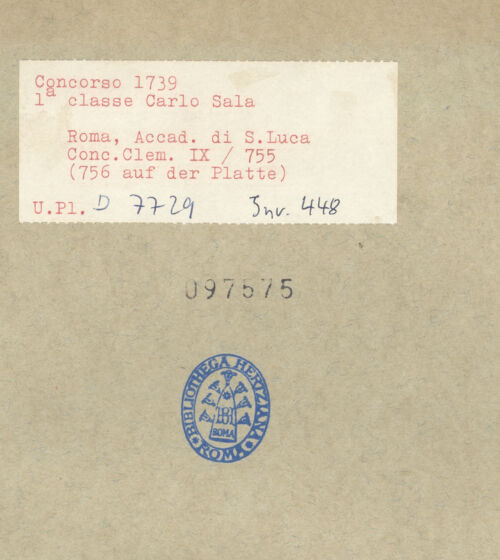 Concorso 1739
1ª classe Carlo Sala
Roma, Accad. di S.Luca
Conc.Clem. IX / 755
(756 auf der Platte)
U.Pl. D 7729 Inv. 448
097575
BIBLIOTHECA HERTZIANA
ROMA
ROMA